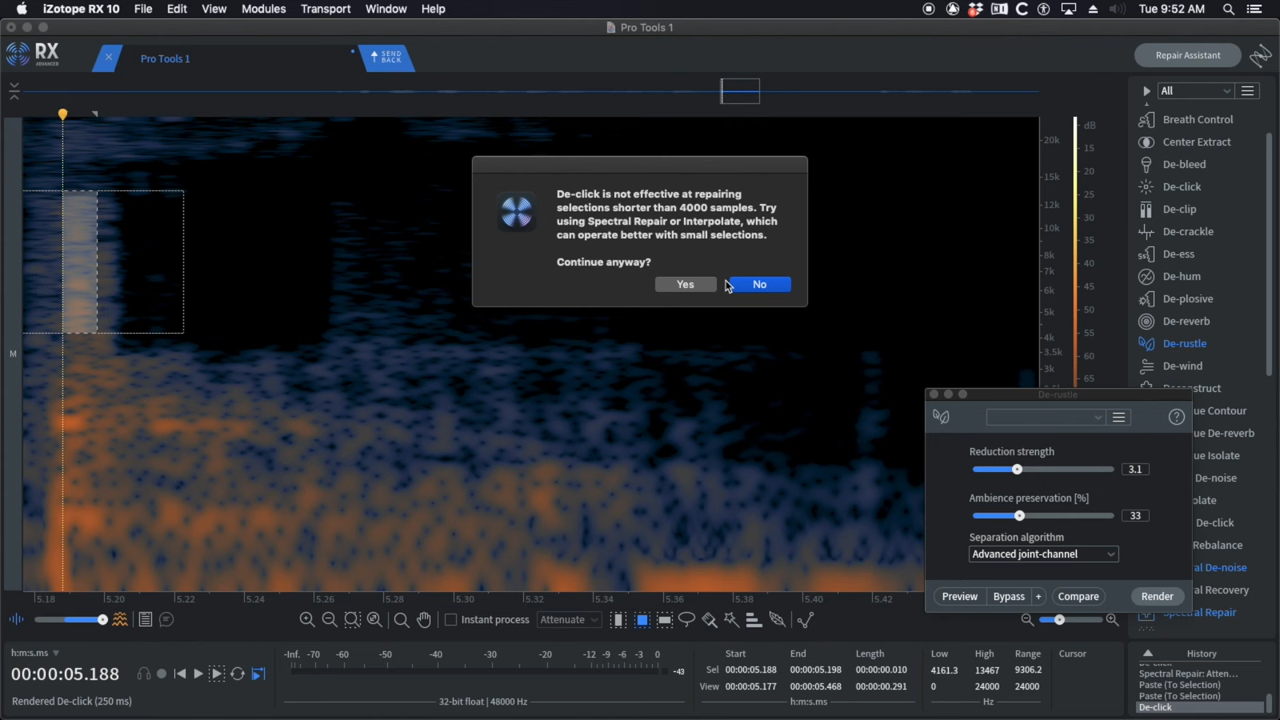 iZotope RX 10 File Edit View Modules Transport Window Help
Tue 9:52 AM
Pro Tools 1
RX
ADVANCED
Pro Tools 1
SEND
BACK
Repair Assistant
All
Breath Control
Center Extract
De-bleed
De-click
De-clip
De-crackle
De-ess
De-hum
De-plosive
De-reverb
De-rustle
De-wind
De-click is not effective at repairing
selections shorter than 4000 samples. Try
using Spectral Repair or Interpolate, which
can operate better with small selections.
Continue anyway?
Yes No
dB
15
20
25
30
35
40
45
50
55
60
65
20k
15k
12k
10k
8k
7k
6k
5k
4k
3.5k
3k
M
De-rustle
Reduction strength
3.1
Ambience preservation [%]
33
Separation algorithm
Advanced joint-channel
Preview Bypass + Compare Render
onstruct
ue Contour
ue De-reverb
ue Isolate
al De-noise
olate
De-click
Rebalance
al De-noise
al Recovery
Spectral Repair
5.18 5.20 5.22 5.24 5.26 5.28 5.30 5.32 5.34 5.36 5.38 5.40 5.42
Instant process Attenuate
h:m:s.ms
00:00:05.188
Rendered De-click (250 ms)
-Inf. -70 -60 -50 -40 -30 -20 -12 -9 -6 -3 0
-43
32-bit float | 48000 Hz
Start End Length Low High Range Cursor
Sel 00:00:05.188 00:00:05.198 00:00:00.010 4161.3 13467 9306.2
View 00:00:05.177 00:00:05.468 00:00:00.291 0 24000 24000
h:m:s.ms Hz
History
De-click
Spectral Repair: Atten...
Paste (To Selection)
Paste (To Selection)
De-click